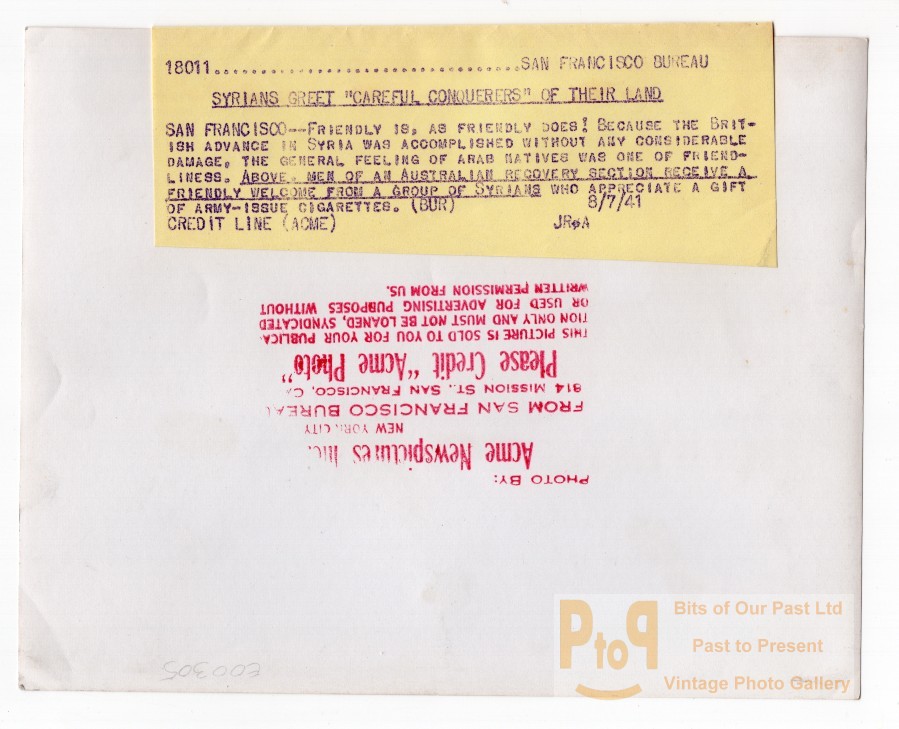 18011..................................SAN FRANCISCO BUREAU
SYRIANS GREET "CAREFUL CONQUERERS" OF THEIR LAND
SAN FRANCISCO--FRIENDLY IS, AS FRIENDLY DOES! BECAUSE THE BRIT-
ISH ADVANCE IN SYRIA WAS ACCOMPLISHED WITHOUT ANY CONSIDERABLE
DAMAGE, THE GENERAL FEELING OF ARAB NATIVES WAS ONE OF FRIEND-
LINESS. ABOVE, MEN OF AN AUSTRALIAN RECOVERY SECTION RECEIVE A
FRIENDLY WELCOME FROM A GROUP OF SYRIANS WHO APPRECIATE A GIFT
OF ARMY-ISSUE CIGARETTES. (BUR) 8/7/41
CREDIT LINE (ACME) JR
PHOTO BY:
Acme Newspictures Inc.
NEW YORK CITY
FROM SAN FRANCISCO BUREAU
814 MISSION ST., SAN FRANCISCO, CA
Please Credit "Acme Photo"
THIS PICTURE IS SOLD TO YOU FOR YOUR PUBLICA-
TION ONLY AND MUST NOT BE LOANED, SYNDICATED
OR USED FOR ADVERTISING PURPOSES WITHOUT
WRITTEN PERMISSION FROM US.
E00305
PtoP
Bits of Our Past Ltd
Past to Present
Vintage Photo Gallery